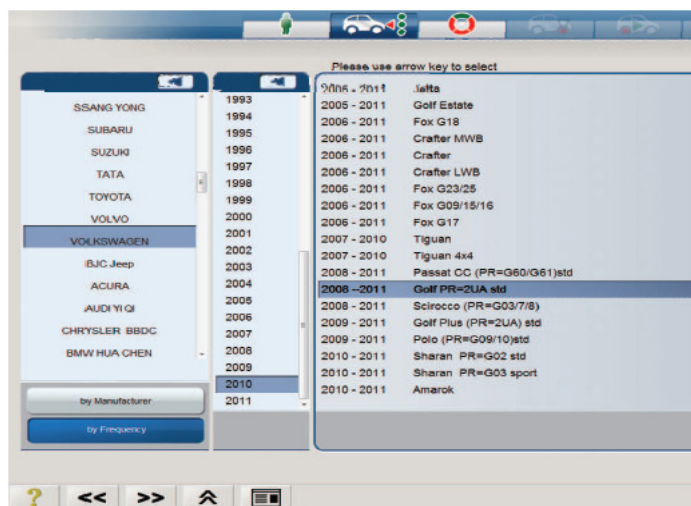 Please use arrow key to select
SSANG YONG
SUBARU
SUZUKI
TATA
TOYOTA
VOLVO
VOLKSWAGEN
BJC Jeep
ACURA
AUDI YI QI
CHRYSLER BBDC
BMW HUA CHEN
by Manufacturer
by Frequency
1993
1994
1995
1996
1997
1998
1999
2000
2001
2002
2003
2004
2005
2006
2007
2008
2009
2010
2011
2006 - 2011 Jetta
2005 - 2011 Golf Estate
2006 - 2011 Fox G18
2006 - 2011 Crafter MWB
2006 - 2011 Crafter
2006 - 2011 Crafter LWB
2006 - 2011 Fox G23/25
2006 - 2011 Fox G09/15/16
2006 - 2011 Fox G17
2007 - 2010 Tiguan
2007 - 2010 Tiguan 4x4
2008 - 2011 Passat CC (PR=G60/G61)std
2008 --2011 Golf PR=2UA std
2008 - 2011 Scirocco (PR=G03/7/8)
2009 - 2011 Golf Plus (PR=2UA) std
2009 - 2011 Polo (PR=G09/10)std
2010 - 2011 Sharan PR=G02 std
2010 - 2011 Sharan PR=G03 sport
2010 - 2011 Amarok
? << >>